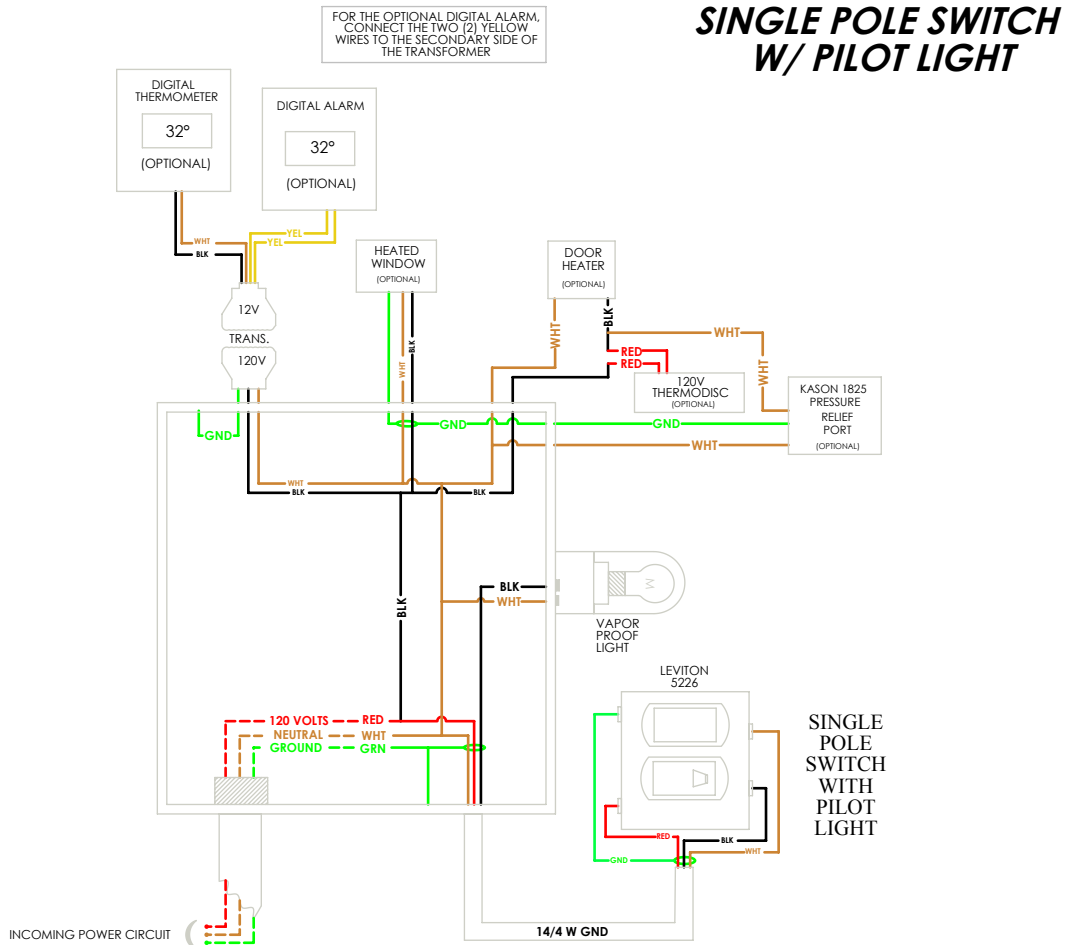 SINGLE POLE SWITCH
W/ PILOT LIGHT
FOR THE OPTIONAL DIGITAL ALARM,
CONNECT THE TWO (2) YELLOW
WIRES TO THE SECONDARY SIDE OF
THE TRANSFORMER
DIGITAL
THERMOMETER
32°
(OPTIONAL)
DIGITAL ALARM
32°
(OPTIONAL)
YEL
YEL
WHT
BLK
HEATED
WINDOW
(OPTIONAL)
DOOR
HEATER
(OPTIONAL)
12V
TRANS.
120V
BLK
WHT
WHT
BLK
WHT
WHT
RED
RED
120V
THERMODISC
(OPTIONAL)
KASON 1825
PRESSURE
RELIEF
PORT
(OPTIONAL)
GND
GND
GND
WHT
WHT
BLK
BLK
BLK
BLK
WHT
VAPOR
PROOF
LIGHT
LEVITON
5226
120 VOLTS
RED
NEUTRAL
WHT
GROUND
GRN
SINGLE
POLE
SWITCH
WITH
PILOT
LIGHT
RED
BLK
WHT
GND
14/4 W GND
INCOMING POWER CIRCUIT